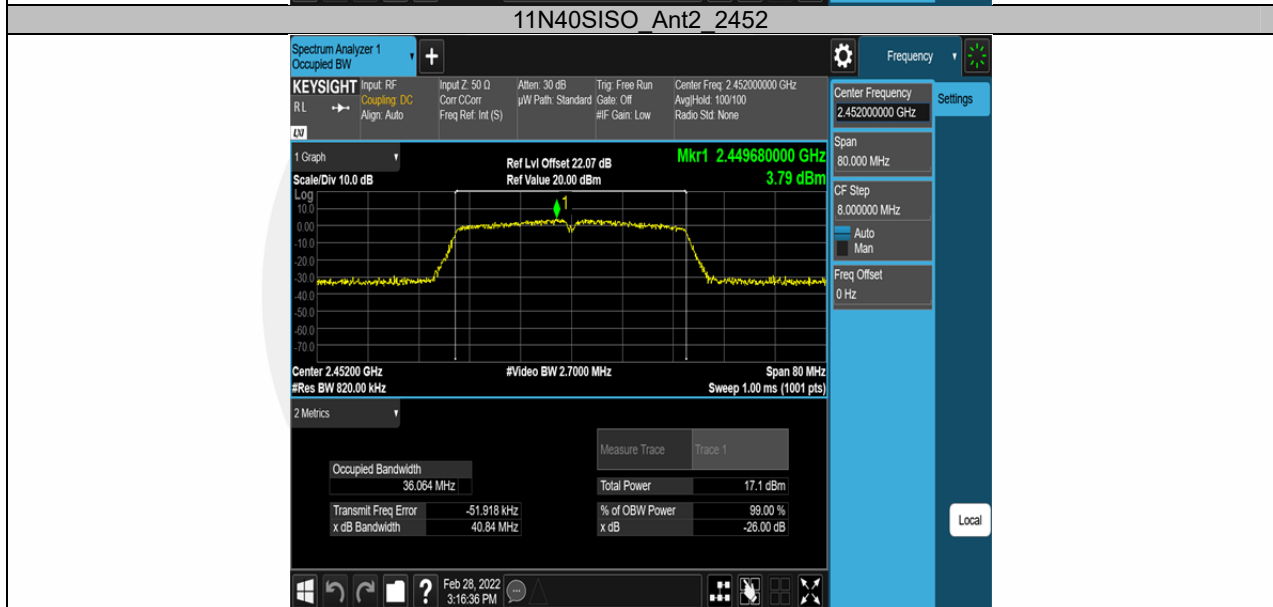 11N40SISO_Ant2_2452
Spectrum Analyzer 1
Occupied BW
+
Frequency
KEYSIGHT
RL
LXI
Input: RF
Coupling: DC
Align: Auto
Input Z: 50 Ω
Corr CCorr
Freq Ref: Int (S)
Atten: 30 dB
µW Path: Standard
Trig: Free Run
Gate: Off
#IF Gain: Low
Center Freq: 2.452000000 GHz
Avg|Hold: 100/100
Radio Std: None
Center Frequency
2.452000000 GHz
Settings
Span
80.000 MHz
CF Step
8.000000 MHz
Auto
Man
Freq Offset
0 Hz
1 Graph
Scale/Div 10.0 dB
Ref Lvl Offset 22.07 dB
Ref Value 20.00 dBm
Mkr1 2.449680000 GHz
3.79 dBm
Log
10.0
0.00
-10.0
-20.0
-30.0
-40.0
-50.0
-60.0
-70.0
1
Center 2.45200 GHz
#Video BW 2.7000 MHz
Span 80 MHz
#Res BW 820.00 kHz
Sweep 1.00 ms (1001 pts)
2 Metrics
Measure Trace Trace 1
Occupied Bandwidth
36.064 MHz
Total Power 17.1 dBm
Transmit Freq Error -51.918 kHz
% of OBW Power 99.00 %
x dB Bandwidth 40.84 MHz
x dB -26.00 dB
Local
?
Feb 28, 2022
3:16:36 PM